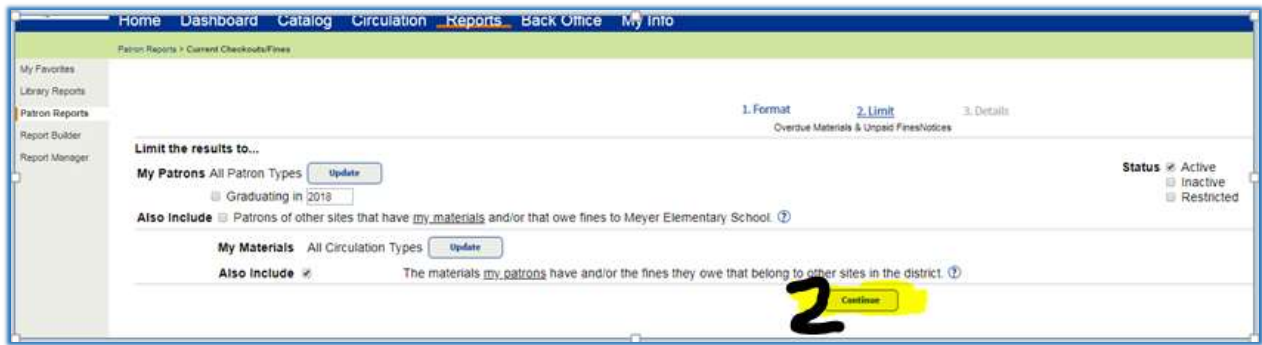 Home Dashboard Catalog Circulation Reports Back Office My Info
Patron Reports > Current Checkouts/Fines
My Favorites
Library Reports
Patron Reports
Report Builder
Report Manager
1. Format 2. Limit 3. Details
Overdue Materials & Unpaid FinesNotices
Limit the results to...
My Patrons All Patron Types Update
Graduating in 2018
Status Active
Inactive
Restricted
Also Include Patrons of other sites that have my materials and/or that owe fines to Meyer Elementary School. ?
My Materials All Circulation Types Update
Also Include The materials my patrons have and/or the fines they owe that belong to other sites in the district. ?
2 Continue